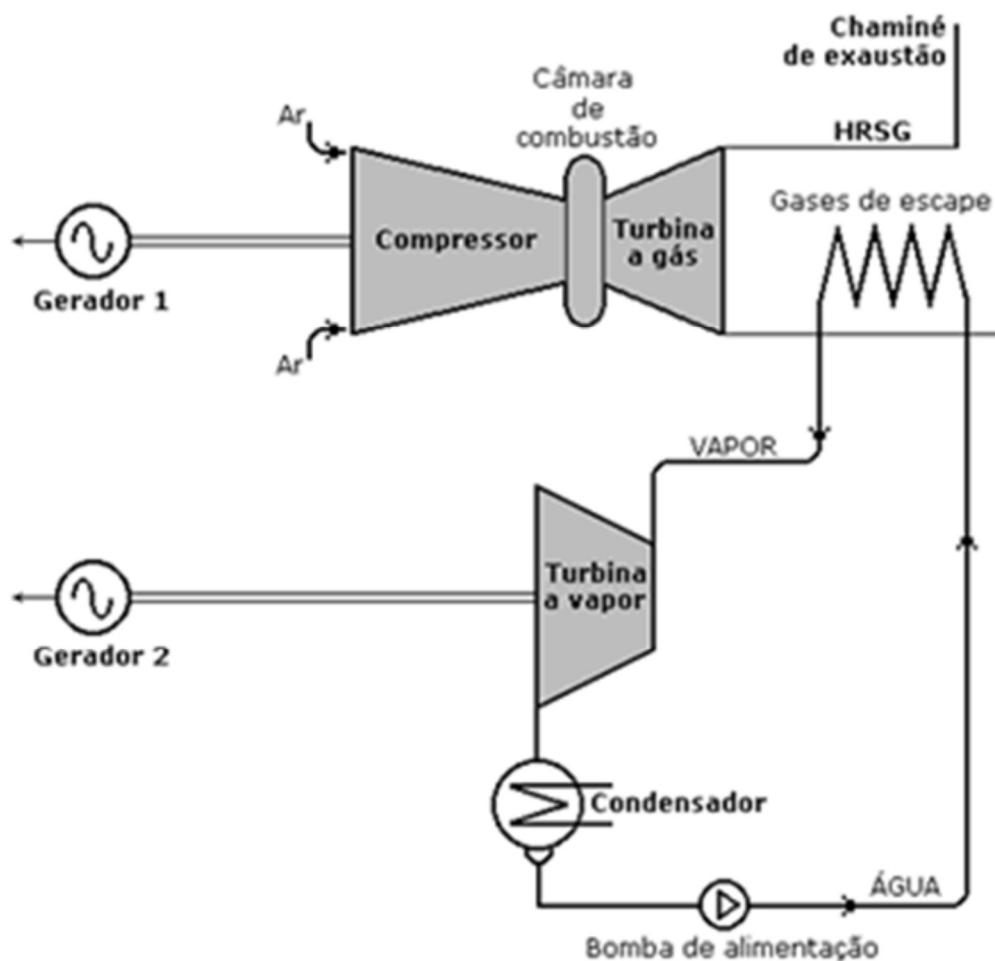 Chaminé
de exaustão
Câmara
de
combustão
Ar
HRSG
Gases de escape
Compressor
Turbina
a gás
Gerador 1
Ar
VAPOR
Turbina
a vapor
Gerador 2
Condensador
ÁGUA
Bomba de alimentação